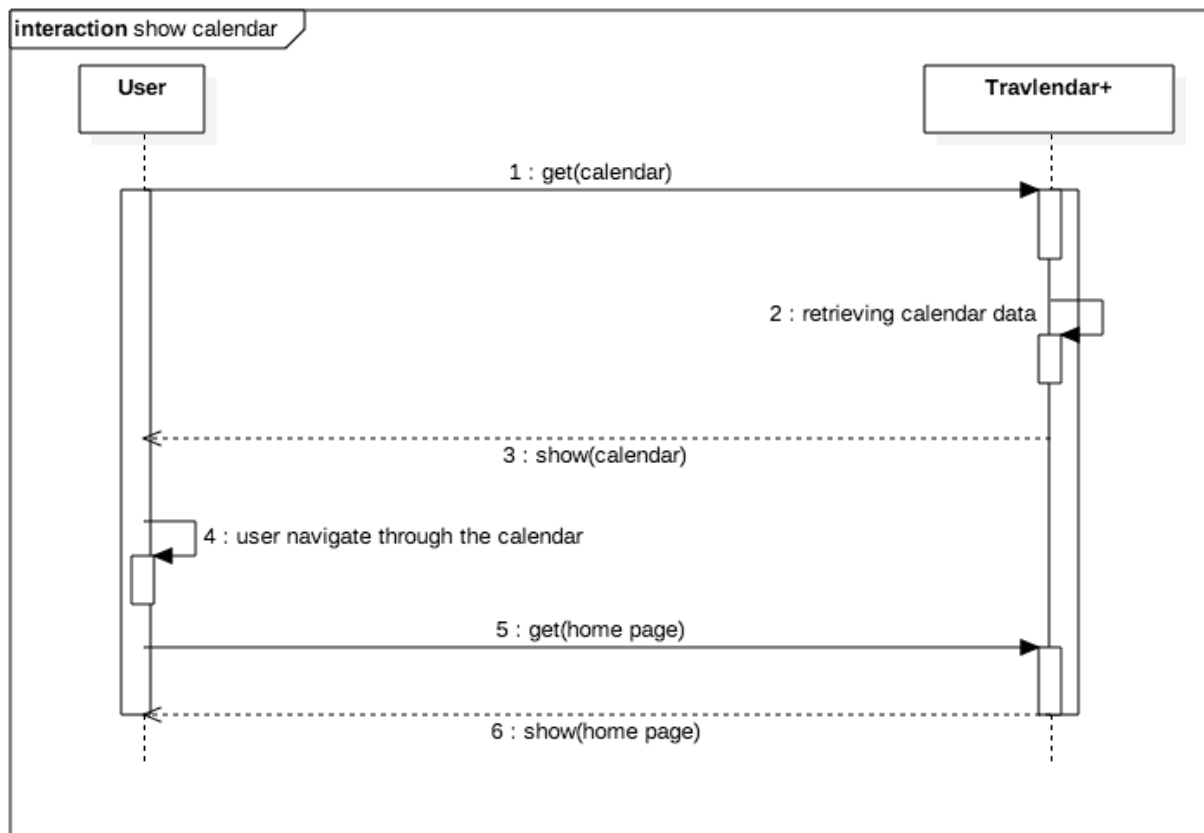 interaction show calendar
User
Travlendar+
1 : get(calendar)
2 : retrieving calendar data
3 : show(calendar)
4 : user navigate through the calendar
5 : get(home page)
6 : show(home page)